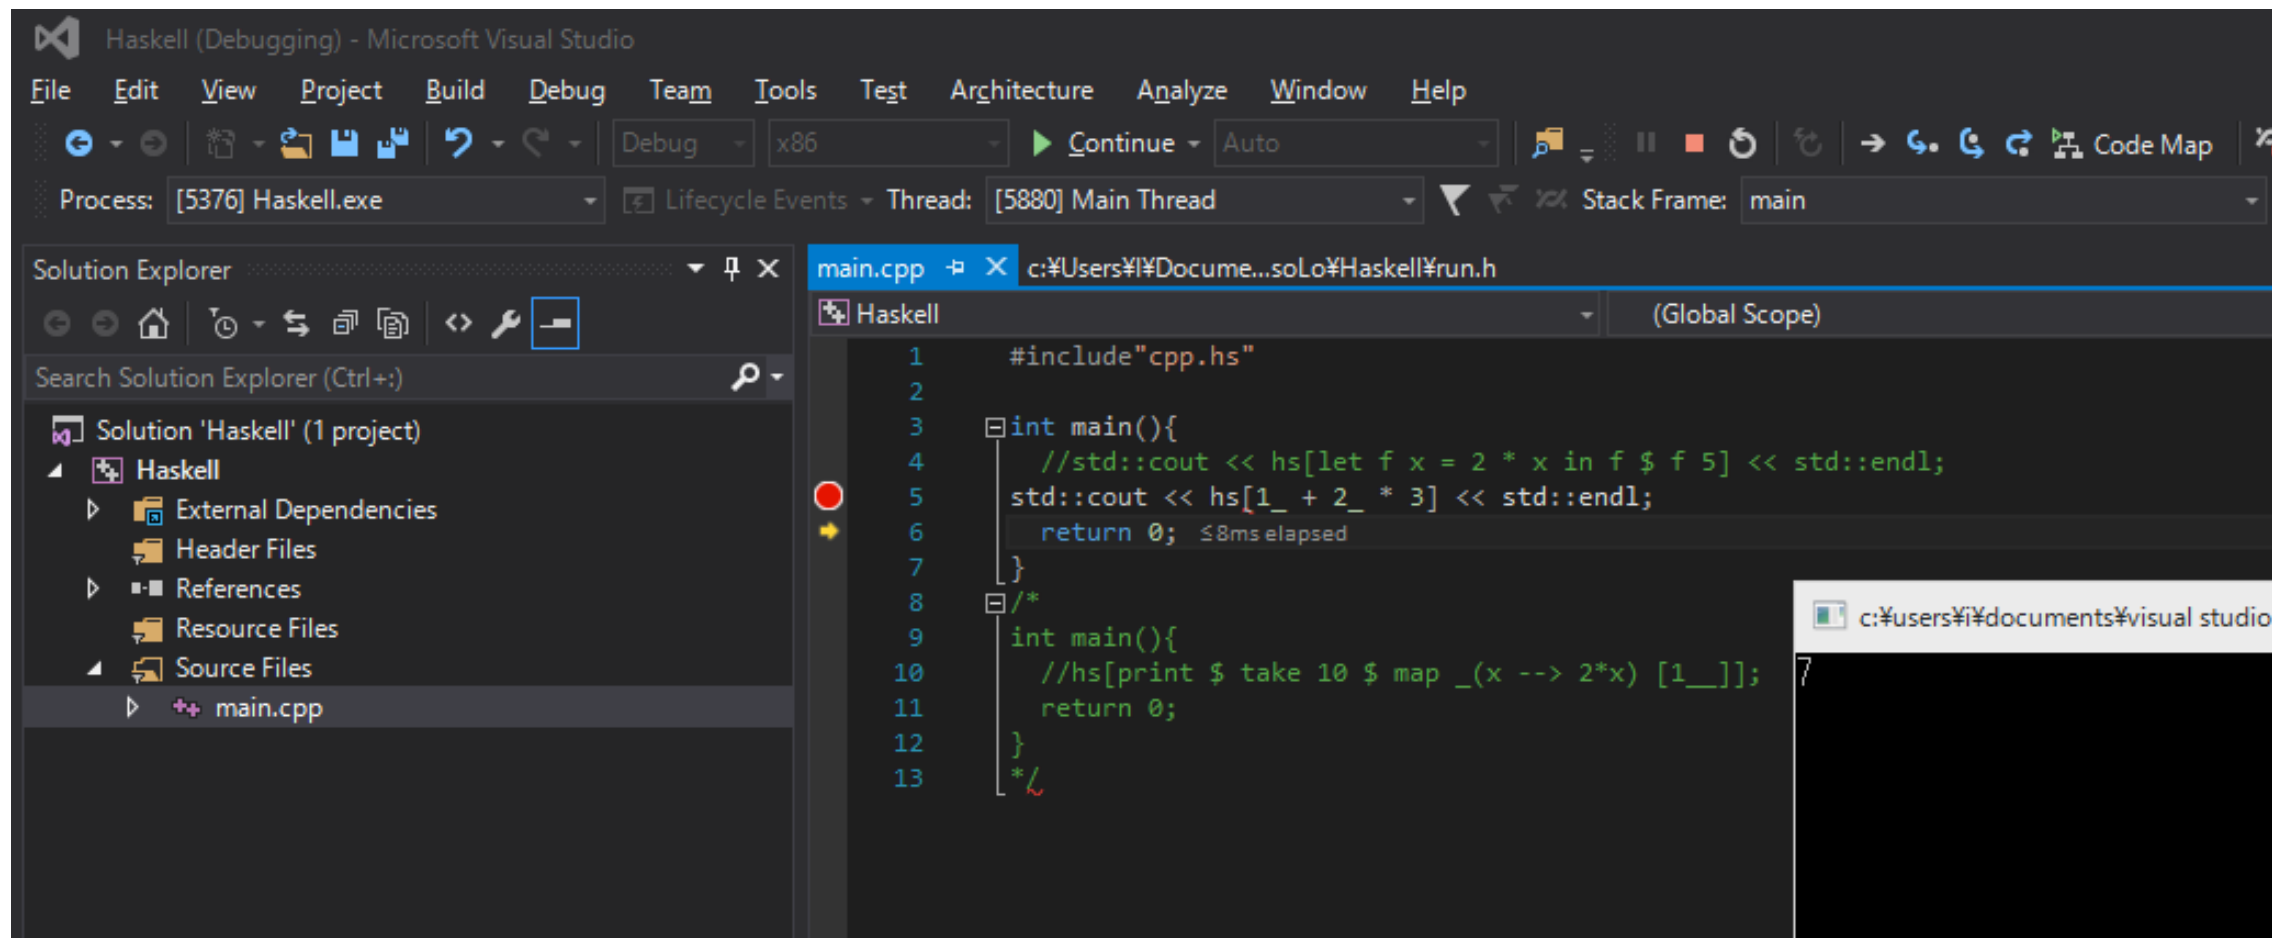 Haskell (Debugging) - Microsoft Visual Studio
File Edit View Project Build Debug Team Tools Test Architecture Analyze Window Help
Debug x86 Continue Auto Code Map
Process: [5376] Haskell.exe Lifecycle Events Thread: [5880] Main Thread Stack Frame: main
Solution Explorer
Search Solution Explorer (Ctrl+:)
Solution 'Haskell' (1 project)
Haskell
External Dependencies
Header Files
References
Resource Files
Source Files
main.cpp
main.cpp c:¥Users¥I¥Docume...soLo¥Haskell¥run.h
Haskell (Global Scope)
1 #include"cpp.hs"
2
3 int main(){
4 //std::cout << hs[let f x = 2 * x in f $ f 5] << std::endl;
5 std::cout << hs[1_ + 2_ * 3] << std::endl;
6 return 0; ≤8ms elapsed
7 }
8 /*
9 int main(){
10 //hs[print $ take 10 $ map _(x --> 2*x) [1__]];
11 return 0;
12 }
13 */
c:¥users¥i¥documents¥visual studio
7